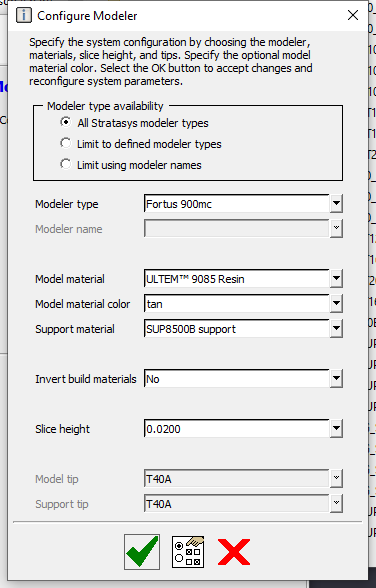 Configure Modeler
Specify the system configuration by choosing the modeler,
materials, slice height, and tips. Specify the optional model
material color. Select the OK button to accept changes and
reconfigure system parameters.
Modeler type availability
All Stratasys modeler types
Limit to defined modeler types
Limit using modeler names
Modeler type Fortus 900mc
Modeler name
Model material ULTEM™ 9085 Resin
Model material color tan
Support material SUP8500B support
Invert build materials No
Slice height 0.0200
Model tip T40A
Support tip T40A